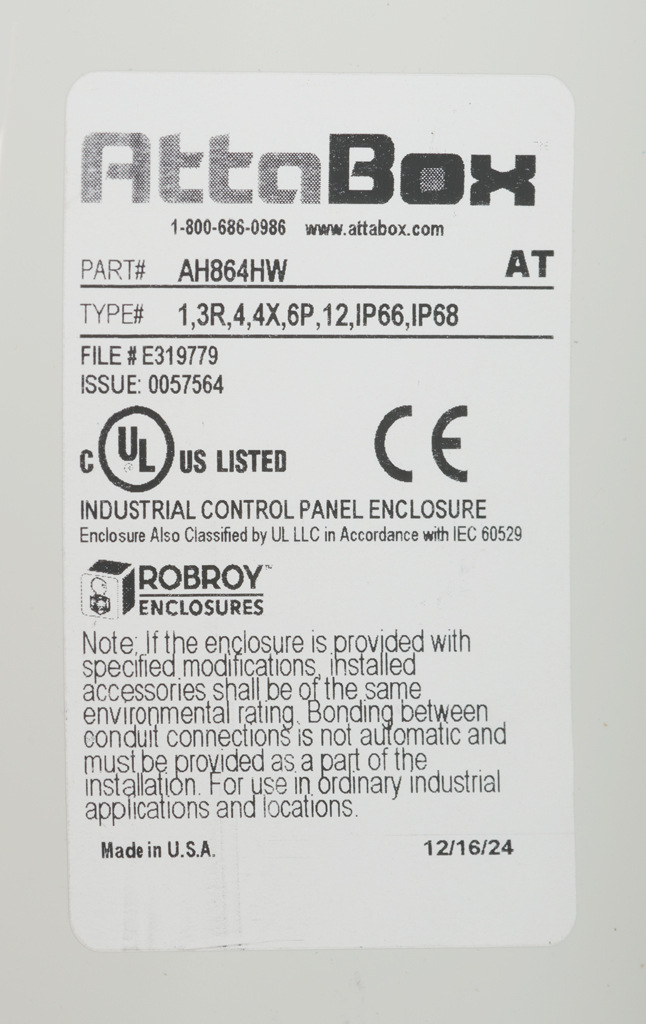 AttaBox
1-800-686-0986 www.attabox.com
PART# AH864HW AT
TYPE# 1,3R,4,4X,6P,12,IP66,IP68
FILE # E319779
ISSUE: 0057564
C UL US LISTED CE
INDUSTRIAL CONTROL PANEL ENCLOSURE
Enclosure Also Classified by UL LLC in Accordance with IEC 60529
ROBROY™
ENCLOSURES
Note: If the enclosure is provided with
specified modifications, installed
accessories shall be of the same
environmental rating. Bonding between
conduit connections is not automatic and
must be provided as a part of the
installation. For use in ordinary industrial
applications and locations.
Made in U.S.A. 12/16/24